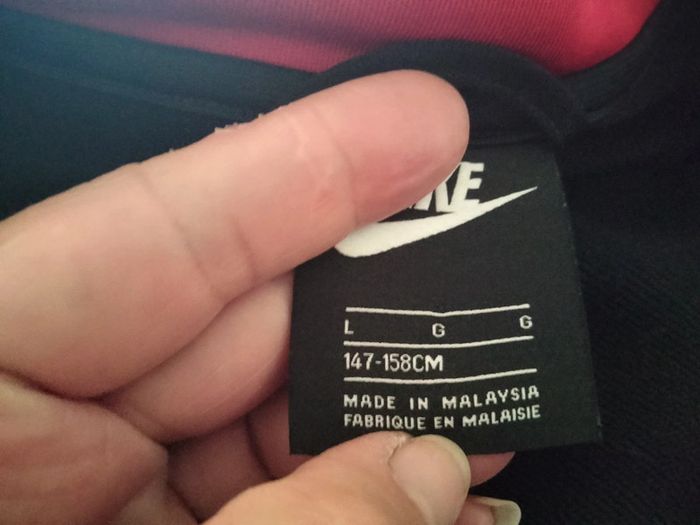 L G G
147-158CM
MADE IN MALAYSIA
FABRIQUE EN MALAISIE